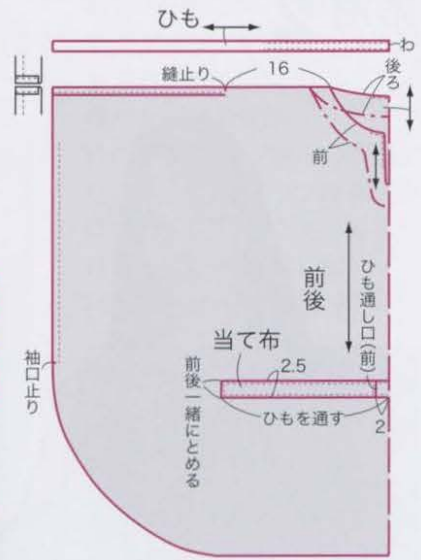 ひも
わ
縫止り
16
後ろ
前
前後
ひも通し口(前)
当て布
2.5
袖口止り
前後一緒にとめる
ひもを通す
2